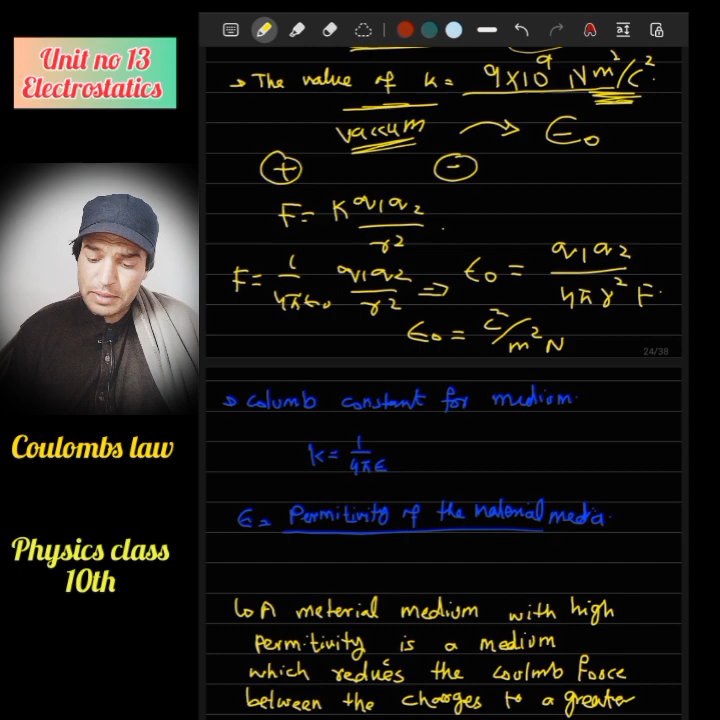 Unit no 13
Electrostatics
→ The value of k = 9×10⁹ Nm²/c².
vaccum → ϵ₀
+ -
F = K q₁q₂/r²
F = 1/4πϵ₀ q₁q₂/r² ⇒ ϵ₀ = q₁q₂/4πr² F.
ϵ₀ = c²/m²N
24/38
→ columb constant for medium.
k = 1/4πϵ
ϵ = Permitivity of the material media.
Coulombs law
Physics class
10th
↳ A meterial medium with high
permitivity is a medium
which reduces the coulmb force
between the charges to a greater